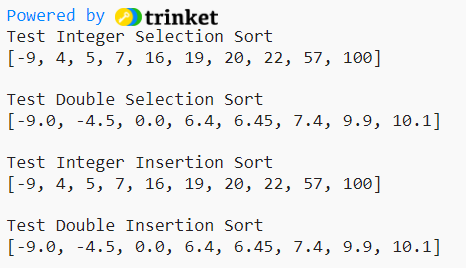 Powered by trinket
Test Integer Selection Sort
[-9, 4, 5, 7, 16, 19, 20, 22, 57, 100]
Test Double Selection Sort
[-9.0, -4.5, 0.0, 6.4, 6.45, 7.4, 9.9, 10.1]
Test Integer Insertion Sort
[-9, 4, 5, 7, 16, 19, 20, 22, 57, 100]
Test Double Insertion Sort
[-9.0, -4.5, 0.0, 6.4, 6.45, 7.4, 9.9, 10.1]